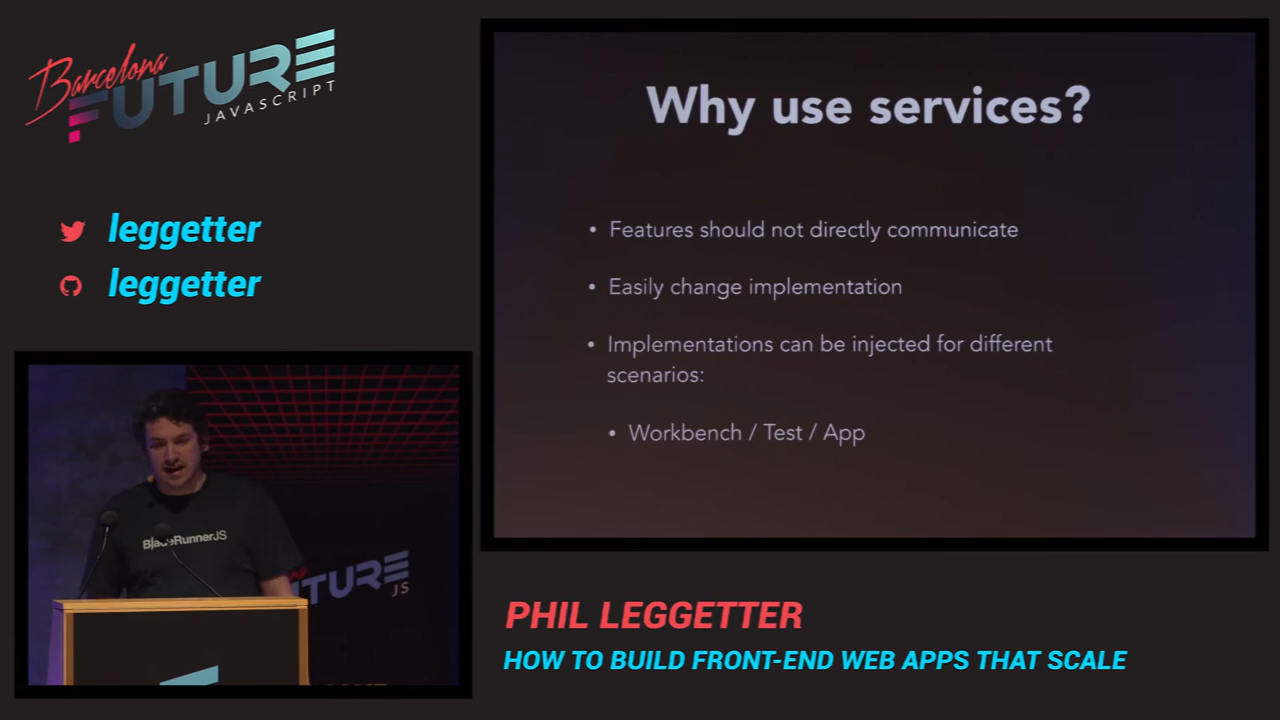 Barcelona
FUTURE
JAVASCRIPT
leggetter
leggetter
Why use services?
• Features should not directly communicate
• Easily change implementation
• Implementations can be injected for different
scenarios:
• Workbench / Test / App
BladeRunnerJS
TURE
JS
PHIL LEGGETTER
HOW TO BUILD FRONT-END WEB APPS THAT SCALE